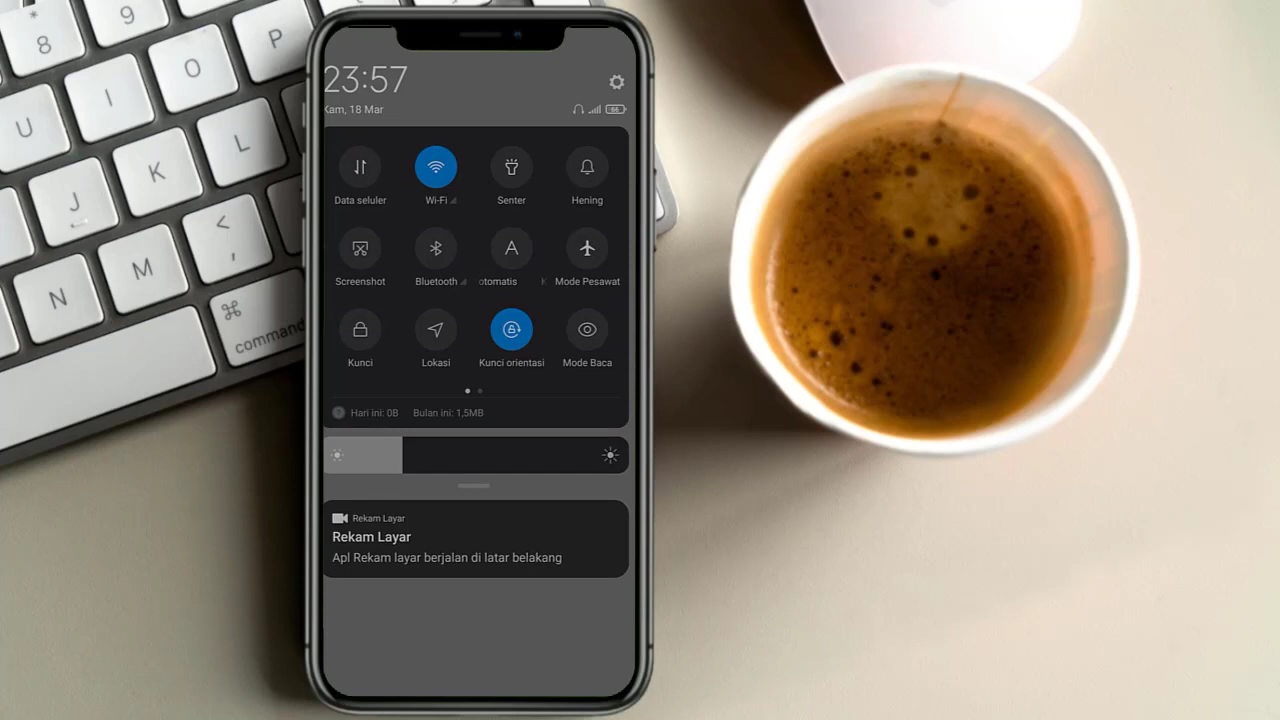 *
8
9
P
O
I
U
L
K
J
<
,
M
N
⌘
command
23:57
Kam, 18 Mar
66
Data seluler
Wi-Fi
Senter
Hening
Screenshot
Bluetooth
A
otomatis
Mode Pesawat
Kunci
Lokasi
Kunci orientasi
Mode Baca
Hari ini: 0B Bulan ini: 1,5MB
Rekam Layar
Rekam Layar
Apl Rekam layar berjalan di latar belakang